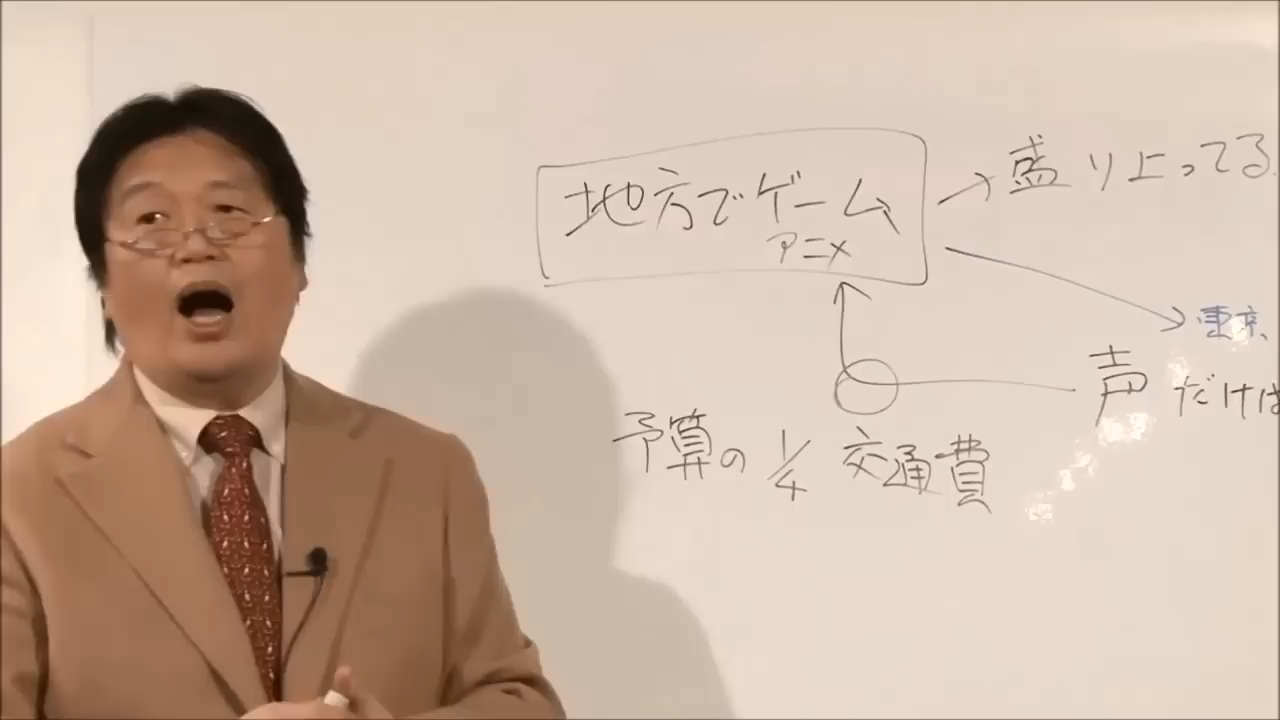 地方でゲーム
アニメ
盛り上ってる
東京
声だけは
予算の1/4 交通費